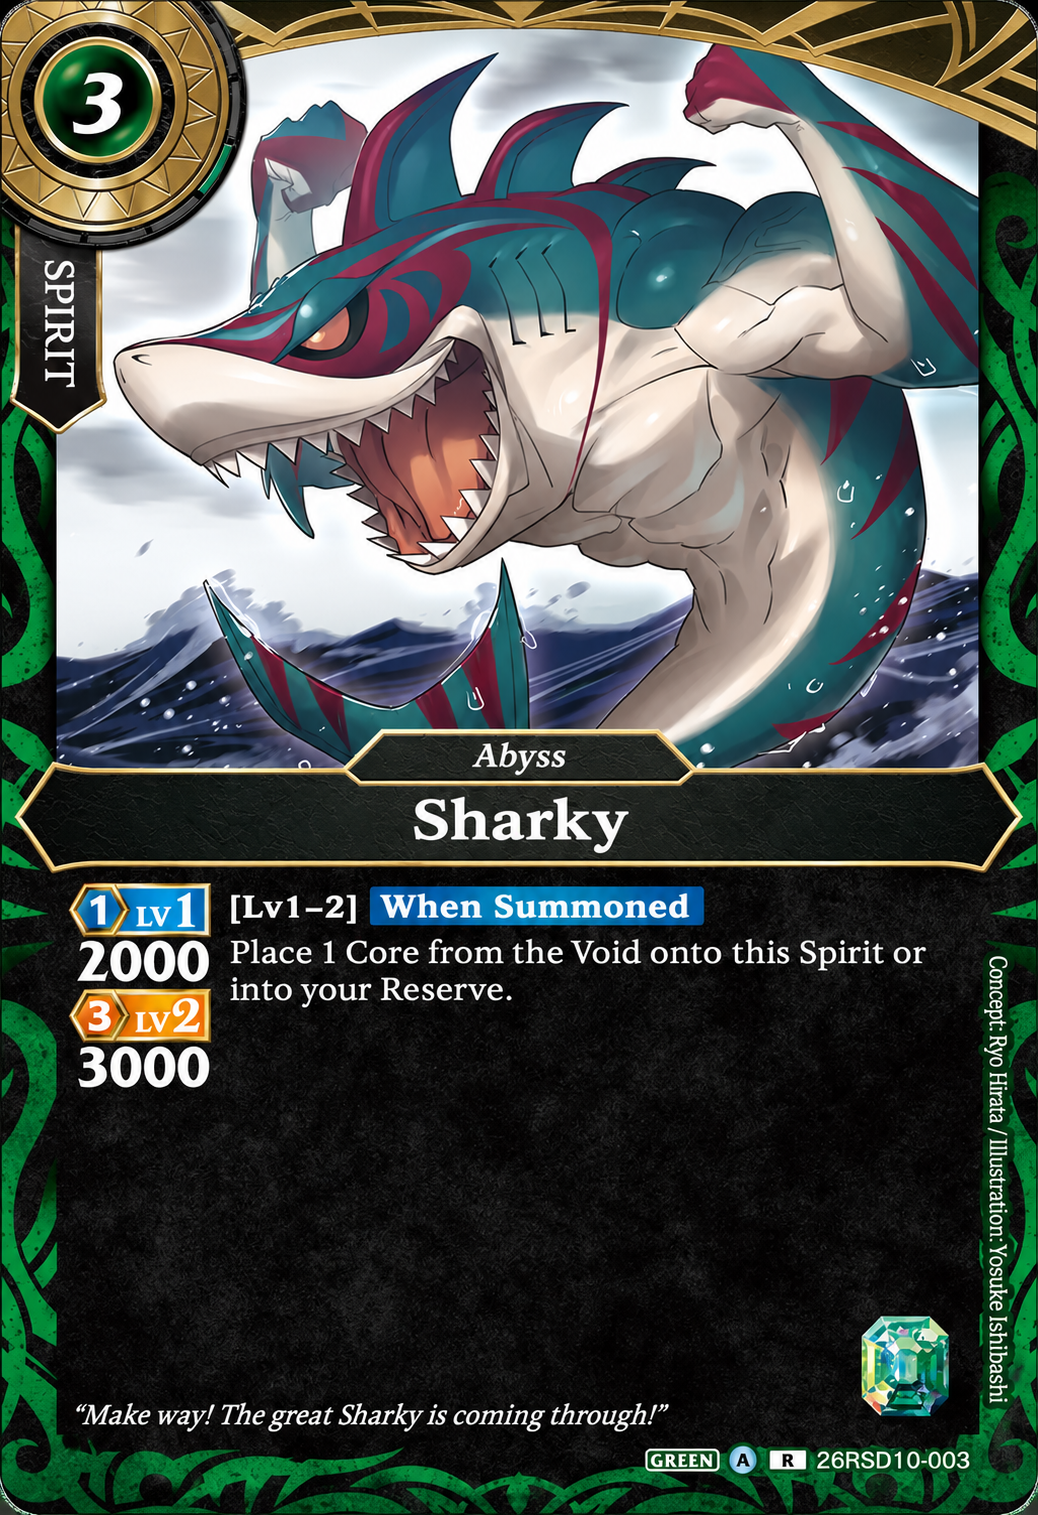 3
SPIRIT
Abyss
Sharky
1 LV1
2000
3 LV2
3000
[Lv1–2] When Summoned
Place 1 Core from the Void onto this Spirit or
into your Reserve.
Concept: Ryo Hirata / Illustration: Yosuke Ishibashi
“Make way! The great Sharky is coming through!”
GREEN A R 26RSD10-003